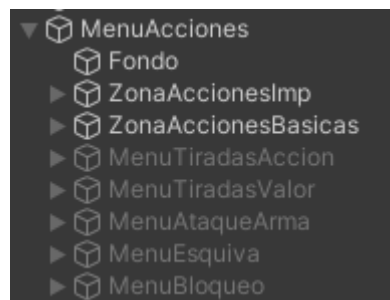 MenuAcciones
Fondo
ZonaAccionesImp
ZonaAccionesBasicas
MenuTiradasAccion
MenuTiradasValor
MenuAtaqueArma
MenuEsquiva
MenuBloqueo